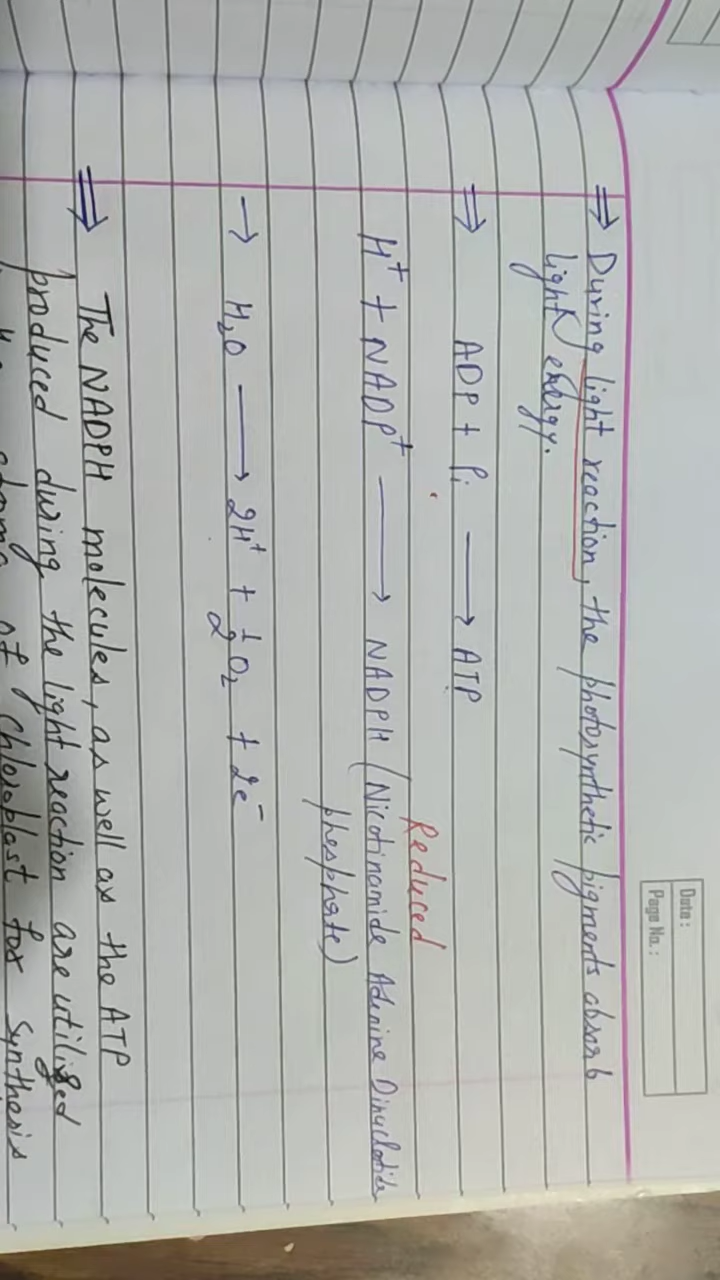 Date :
Page No. :
⇒ During light reaction, the photosynthetic pigments absorb
light energy.
⇒ ADP + Pi ⟶ ATP
Reduced
H⁺ + NADP⁺ ⟶ NADPH (Nicotinamide Adenine Dinucleotide
phosphate)
→ H₂O ⟶ 2H⁺ + ½O₂ + 2e⁻
⇒ The NADPH molecules, as well as the ATP
produced during the light reaction are utilized
of chloroplast for synthesis